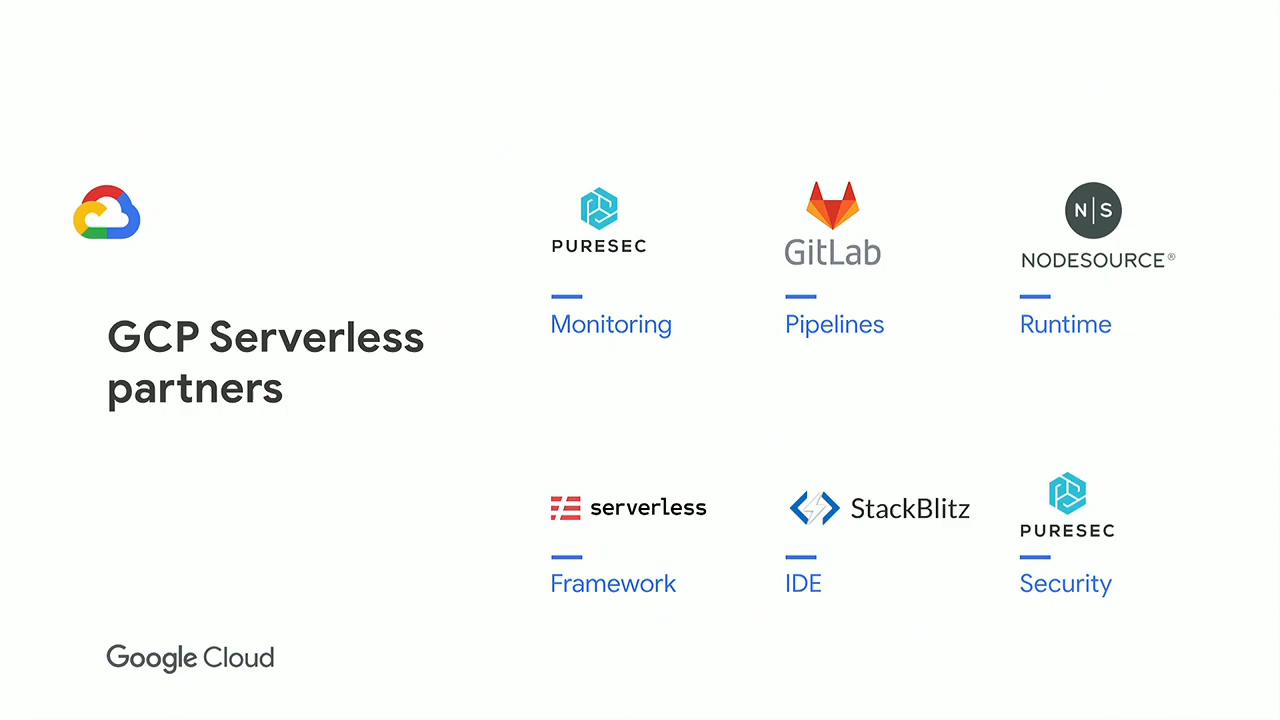 GCP Serverless
partners
PURESEC
Monitoring
GitLab
Pipelines
N|S
NODESOURCE®
Runtime
serverless
Framework
StackBlitz
IDE
PURESEC
Security
Google Cloud